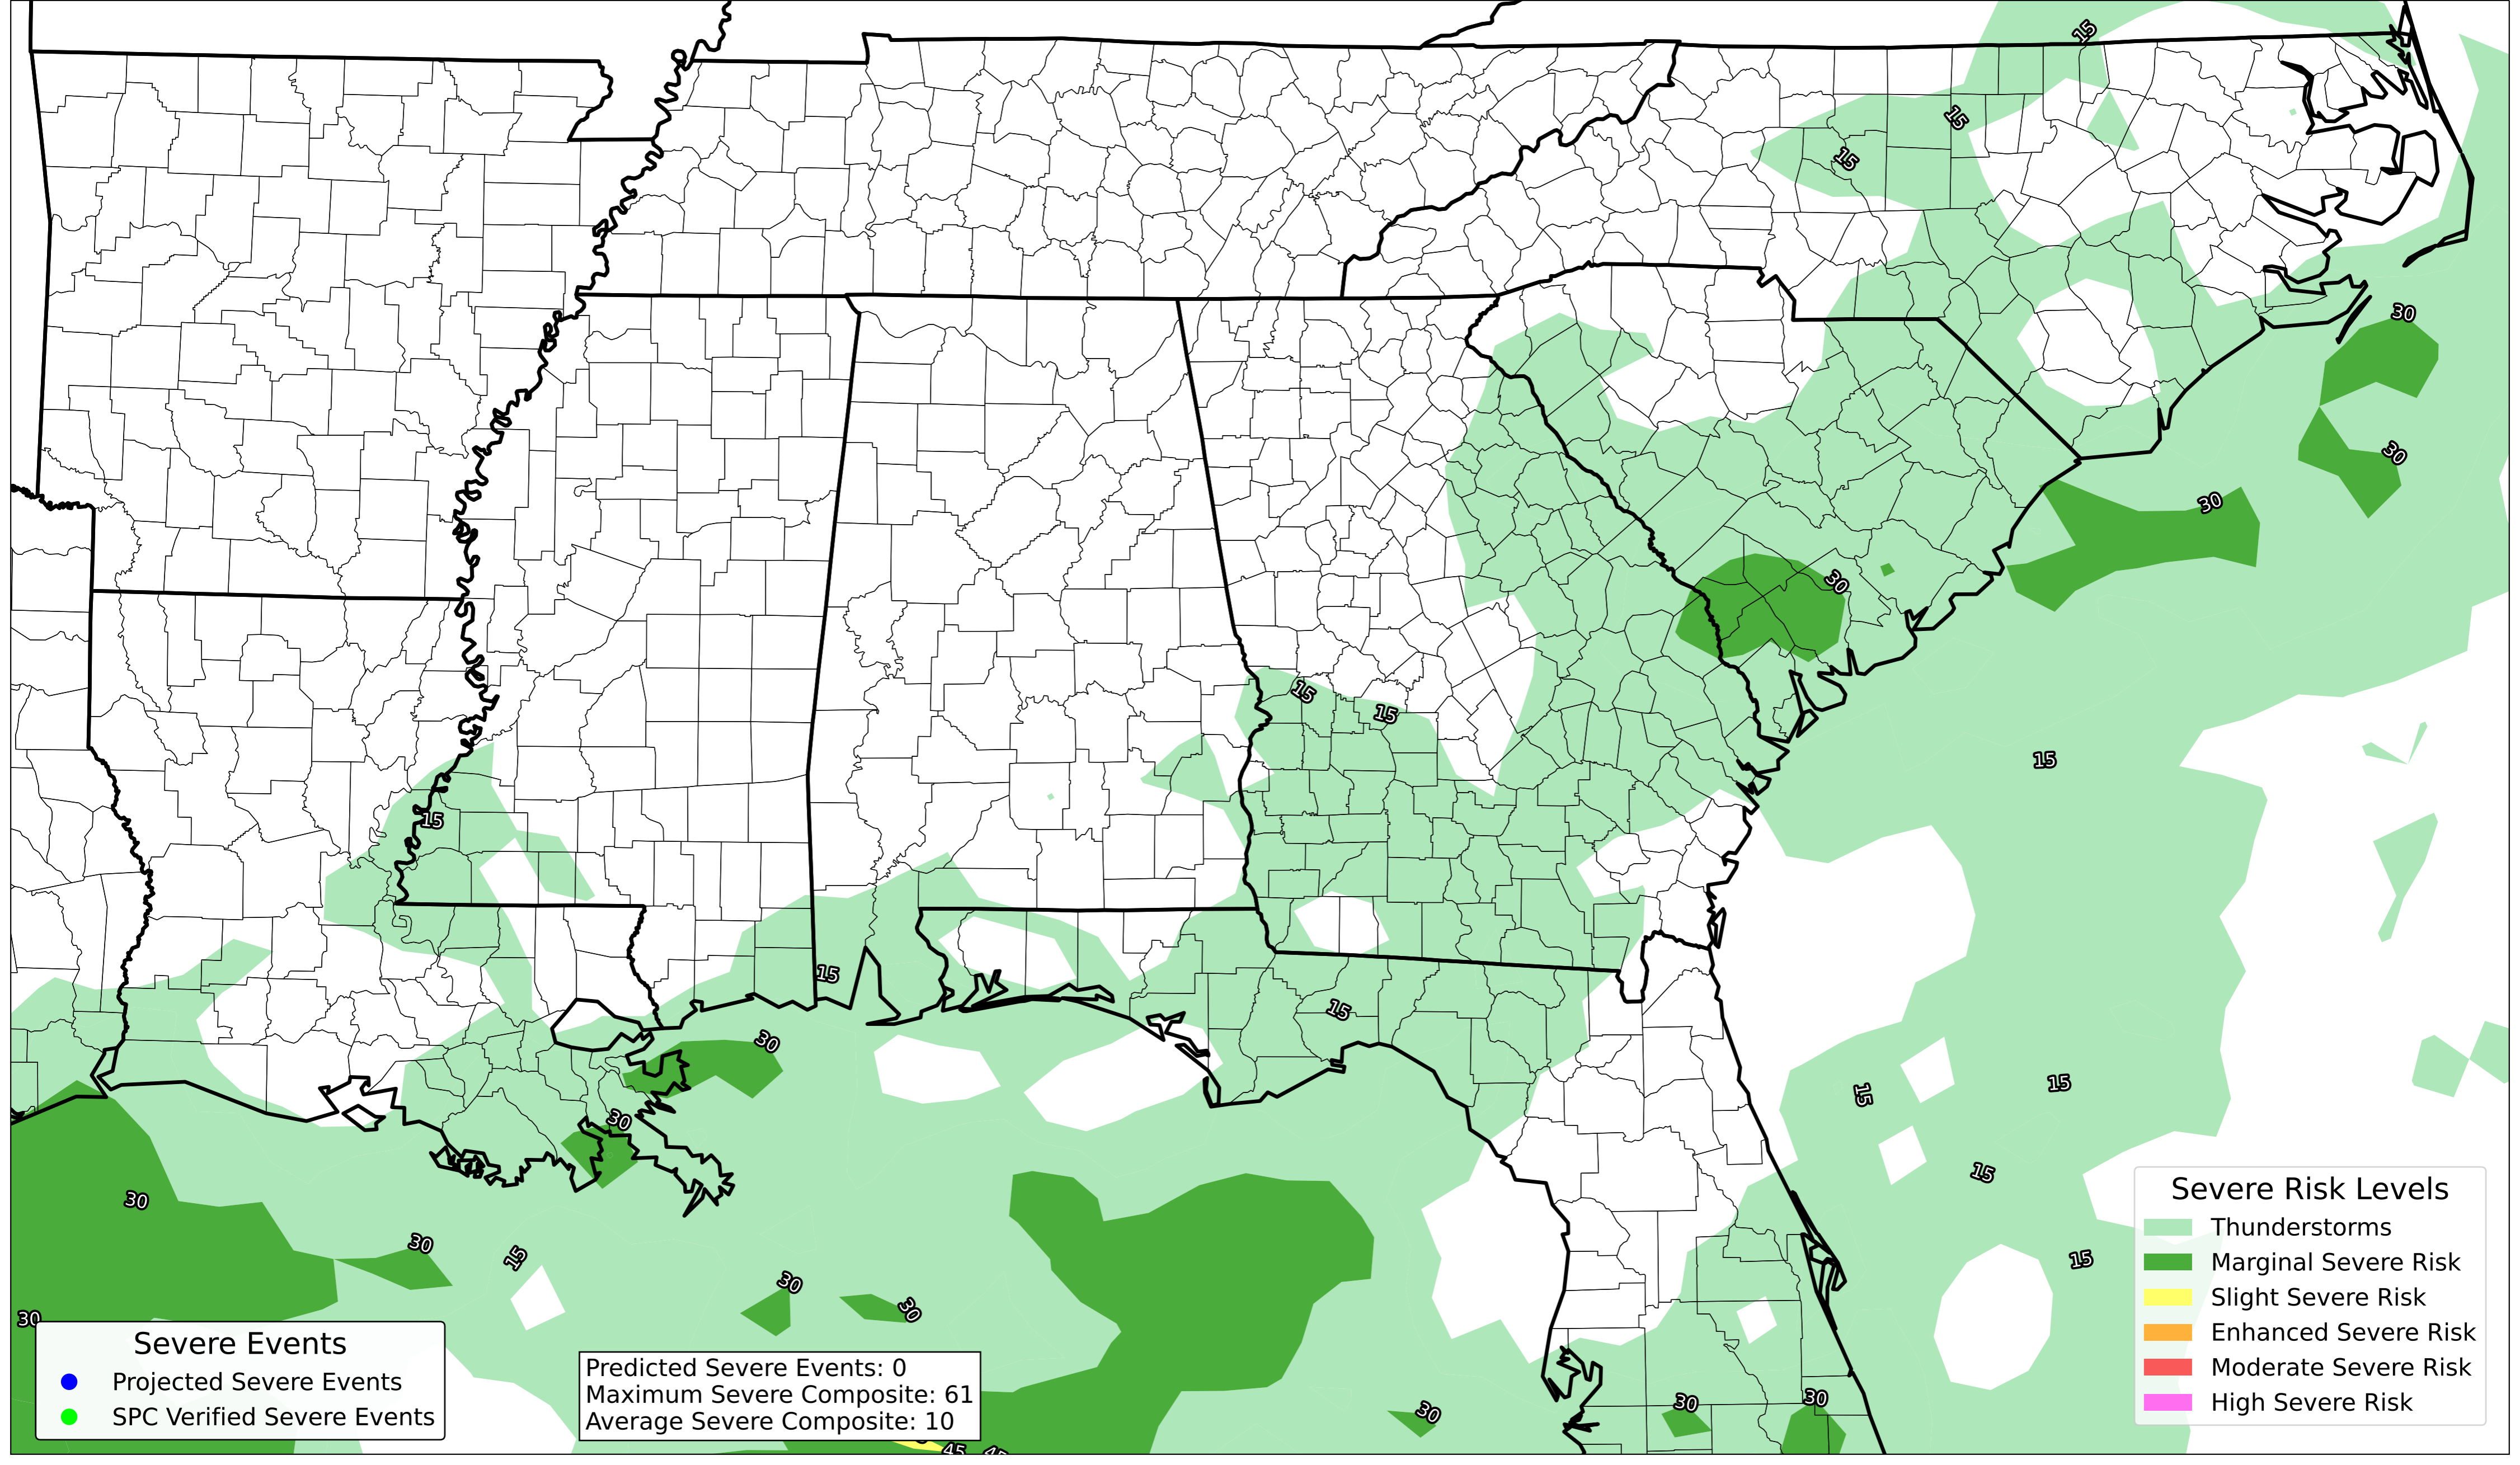 15
15
15
30
30
30
30
15
15
15
15
15
30
15
30
15
15
30
15
30
15
15
30
30
30
30
30
30
30
45
Severe Events
Projected Severe Events
SPC Verified Severe Events
Predicted Severe Events: 0
Maximum Severe Composite: 61
Average Severe Composite: 10
Severe Risk Levels
Thunderstorms
Marginal Severe Risk
Slight Severe Risk
Enhanced Severe Risk
Moderate Severe Risk
High Severe Risk